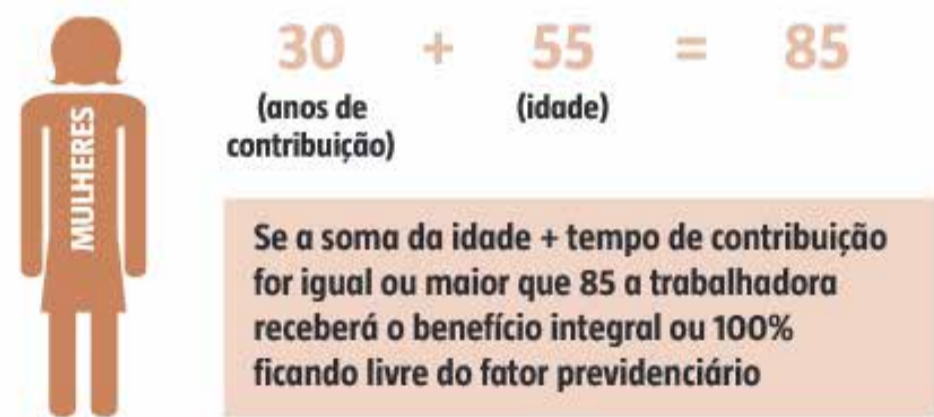 MULHERES
30 + 55 = 85
(anos de (idade)
contribuição)
Se a soma da idade + tempo de contribuição
for igual ou maior que 85 a trabalhadora
receberá o benefício integral ou 100%
ficando livre do fator previdenciário